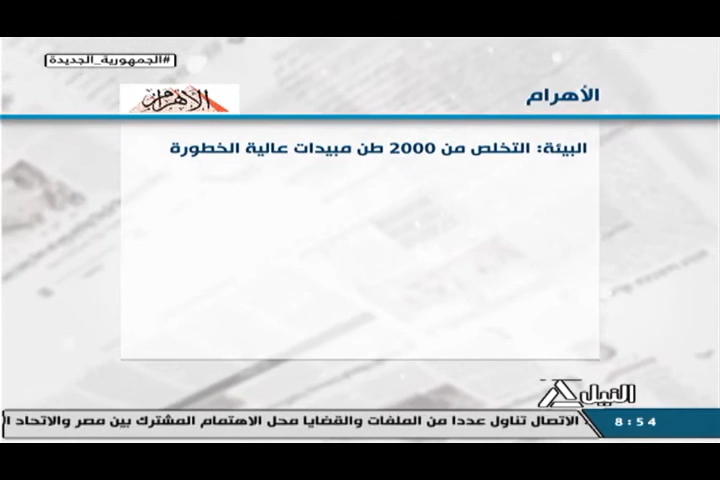 #الجمهورية_الجديدة
الأهرام
الأهرام
البيئة: التخلص من 2000 طن مبيدات عالية الخطورة
النيل
8:54
الاتصال تناول عددا من الملفات والقضايا محل الاهتمام المشترك بين مصر والاتحاد